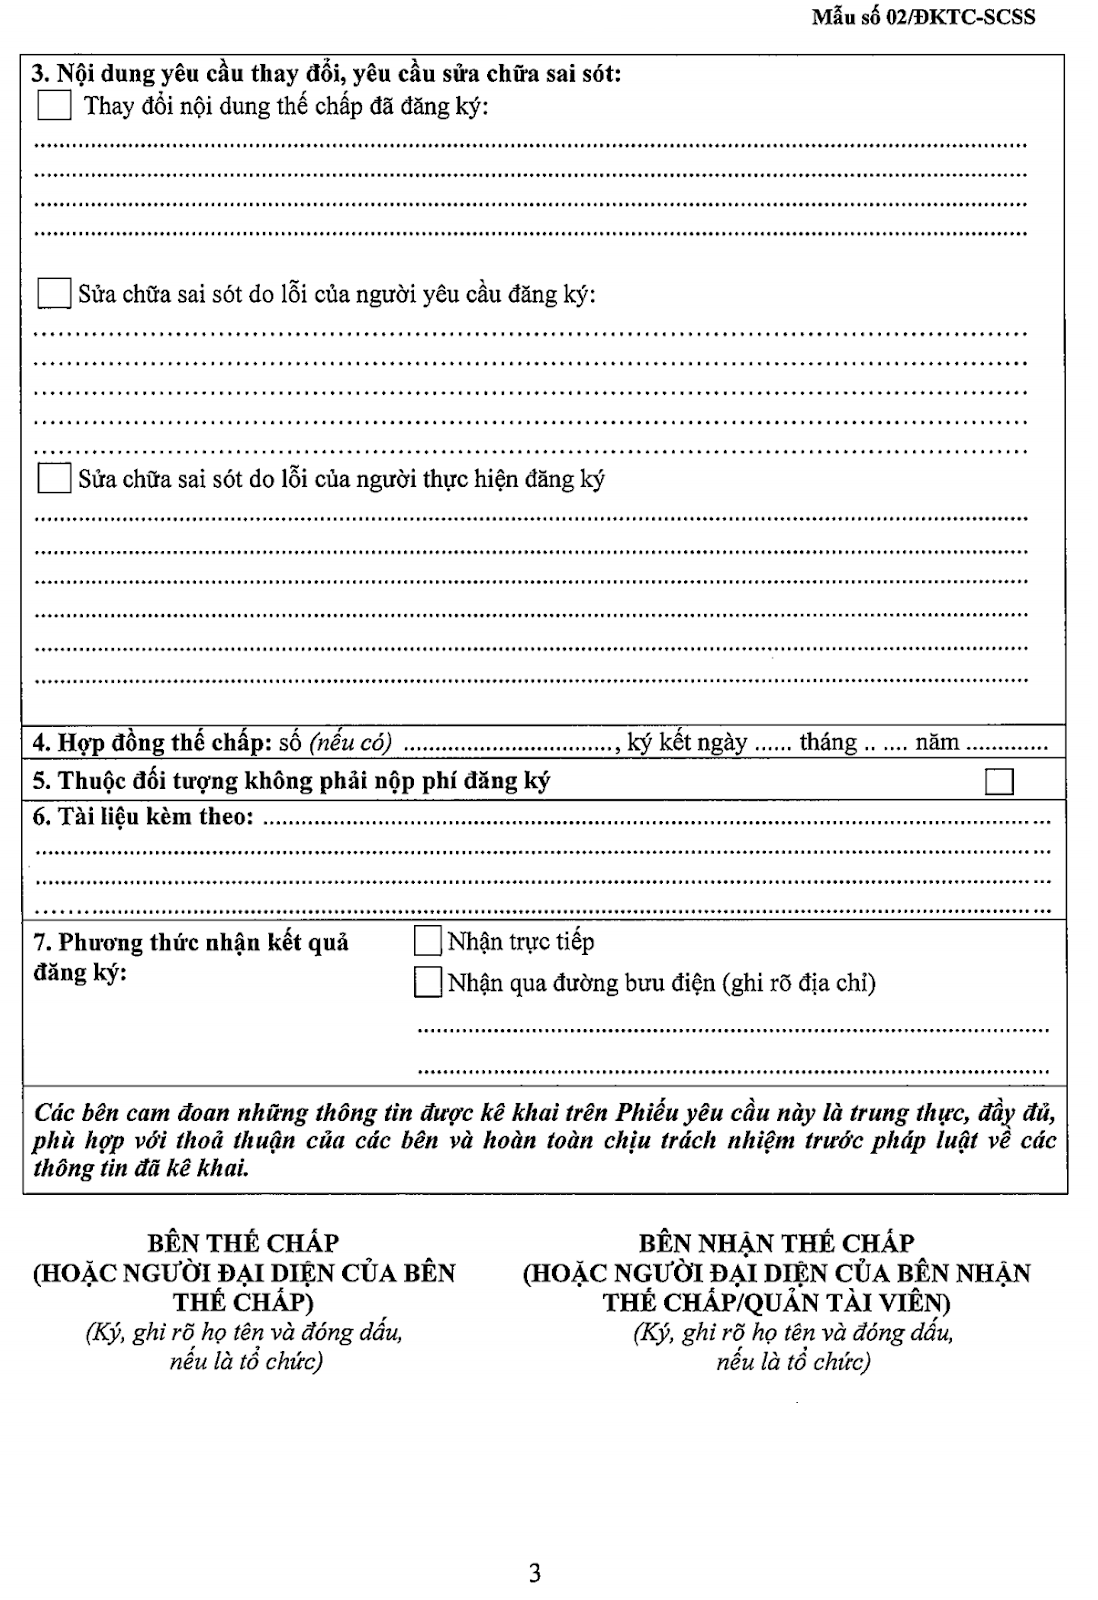 Mẫu số 02/ĐKTC-SCSS
3. Nội dung yêu cầu thay đổi, yêu cầu sửa chữa sai sót:
Thay đổi nội dung thế chấp đã đăng ký:
Sửa chữa sai sót do lỗi của người yêu cầu đăng ký:
Sửa chữa sai sót do lỗi của người thực hiện đăng ký
4. Hợp đồng thế chấp: số (nếu có) ................................., ký kết ngày ...... tháng .. .... năm .............
5. Thuộc đối tượng không phải nộp phí đăng ký
6. Tài liệu kèm theo: ....................................................................................
7. Phương thức nhận kết quả
đăng ký:
Nhận trực tiếp
Nhận qua đường bưu điện (ghi rõ địa chỉ)
Các bên cam đoan những thông tin được kê khai trên Phiếu yêu cầu này là trung thực, đầy đủ,
phù hợp với thoả thuận của các bên và hoàn toàn chịu trách nhiệm trước pháp luật về các
thông tin đã kê khai.
BÊN THẾ CHẤP
(HOẶC NGƯỜI ĐẠI DIỆN CỦA BÊN
THẾ CHẤP)
(Ký, ghi rõ họ tên và đóng dấu,
nếu là tổ chức)
BÊN NHẬN THẾ CHẤP
(HOẶC NGƯỜI ĐẠI DIỆN CỦA BÊN NHẬN
THẾ CHẤP/QUẢN TÀI VIÊN)
(Ký, ghi rõ họ tên và đóng dấu,
nếu là tổ chức)
3